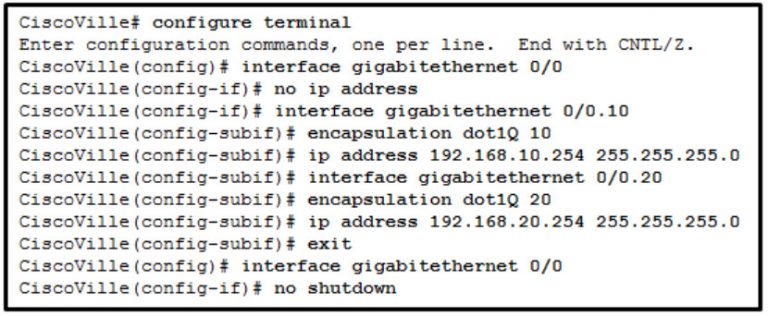 CiscoVille# configure terminal
Enter configuration commands, one per line.  End with CNTL/Z.
CiscoVille(config)# interface gigabitethernet 0/0
CiscoVille(config-if)# no ip address
CiscoVille(config-if)# interface gigabitethernet 0/0.10
CiscoVille(config-subif)# encapsulation dot1Q 10
CiscoVille(config-subif)# ip address 192.168.10.254 255.255.255.0
CiscoVille(config-subif)# interface gigabitethernet 0/0.20
CiscoVille(config-subif)# encapsulation dot1Q 20
CiscoVille(config-subif)# ip address 192.168.20.254 255.255.255.0
CiscoVille(config-subif)# exit
CiscoVille(config)# interface gigabitethernet 0/0
CiscoVille(config-if)# no shutdown